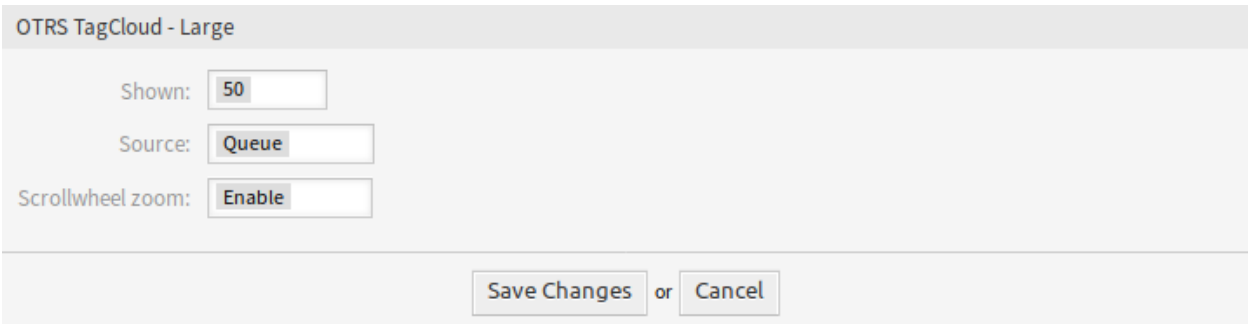 OTRS TagCloud - Large
Shown: 50
Source: Queue
Scrollwheel zoom: Enable
Save Changes or Cancel